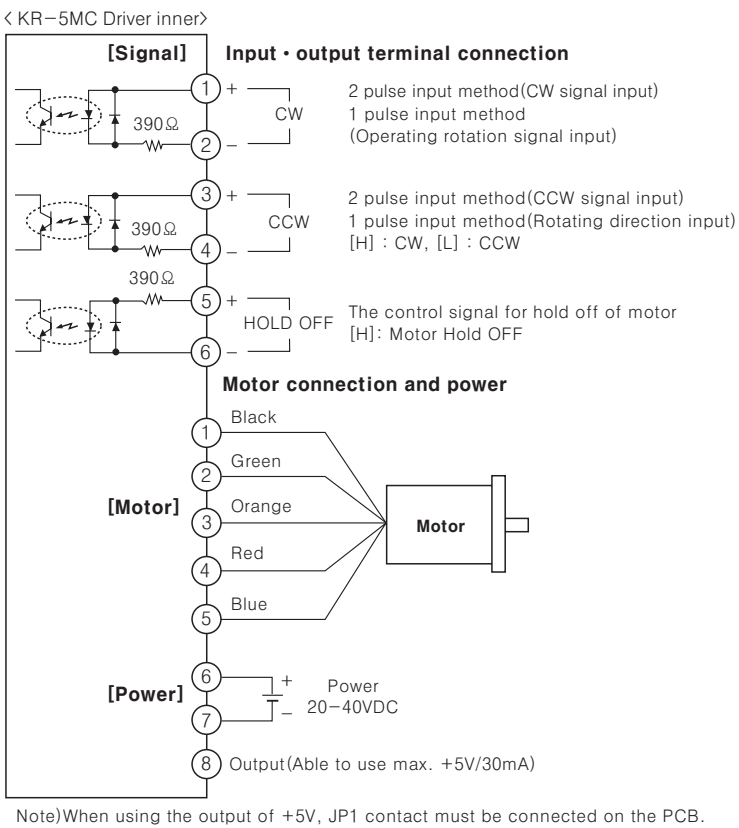 < KR-5MC Driver inner>
[Signal] Input · output terminal connection
1 +
CW
390Ω
2 −
2 pulse input method(CW signal input)
1 pulse input method
(Operating rotation signal input)
3 +
CCW
390Ω
4 −
2 pulse input method(CCW signal input)
1 pulse input method(Rotating direction input)
[H] : CW, [L] : CCW
390Ω
5 +
HOLD OFF
6 −
The control signal for hold off of motor
[H]: Motor Hold OFF
Motor connection and power
1 Black
2 Green
[Motor] 3 Orange
4 Red
5 Blue
Motor
[Power]
6 +
7 −
Power
20-40VDC
8 Output(Able to use max. +5V/30mA)
Note)When using the output of +5V, JP1 contact must be connected on the PCB.